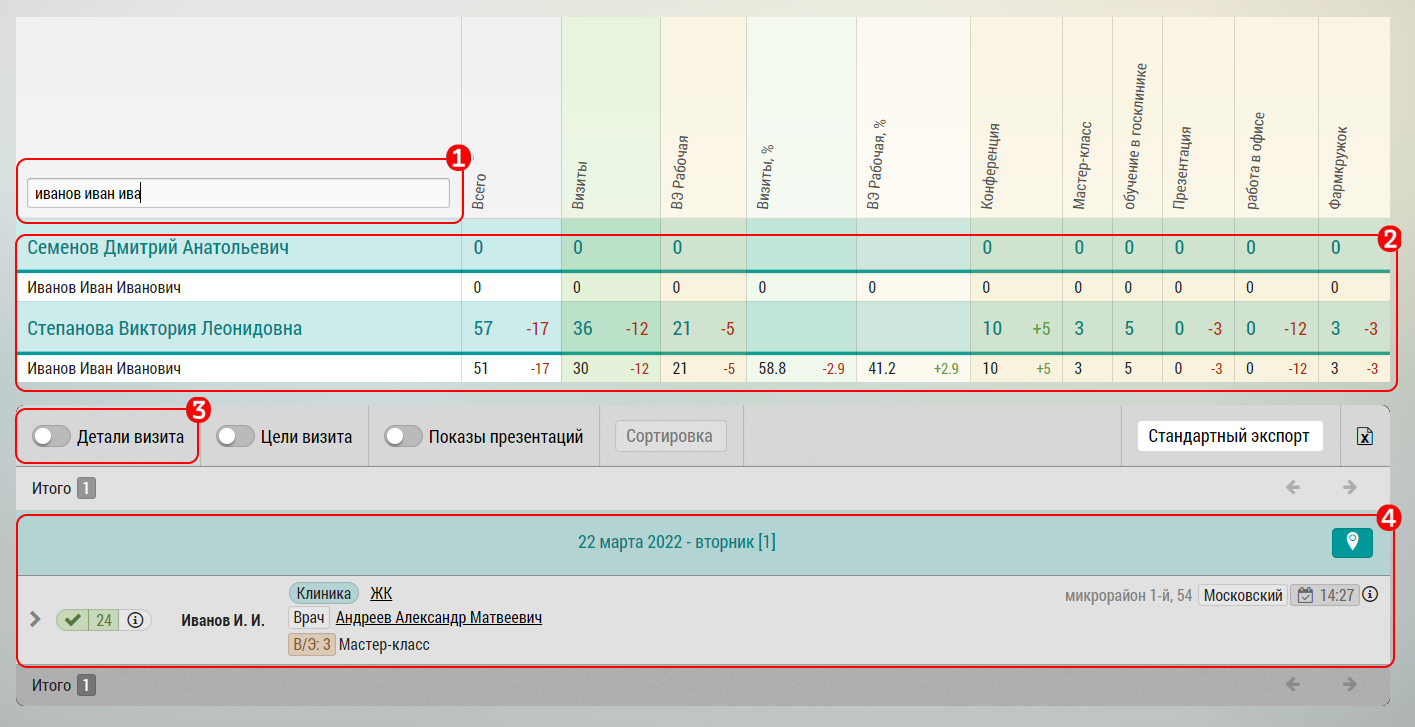 Всего Визиты ВЭ Рабочая Визиты, % ВЭ Рабочая, % Конференция Мастер-класс обучение в госклинике Презентация работа в офисе Фармкружок
1
иванов иван ива
2
Семенов Дмитрий Анатольевич 0 0 0 0 0 0 0 0 0
Иванов Иван Иванович 0 0 0 0 0 0 0 0 0 0 0
Степанова Виктория Леонидовна 57 -17 36 -12 21 -5 10 +5 3 5 0 -3 0 -12 3 -3
Иванов Иван Иванович 51 -17 30 -12 21 -5 58.8 -2.9 41.2 +2.9 10 +5 3 5 0 -3 0 -12 3 -3
3
Детали визита Цели визита Показы презентаций Сортировка Стандартный экспорт X
Итого 1
4
22 марта 2022 - вторник [1]
Клиника ЖК
микрорайон 1-й, 54 Московский 14:27
24 Иванов И. И. Врач Андреев Александр Матвеевич
В/Э: 3 Мастер-класс
Итого 1